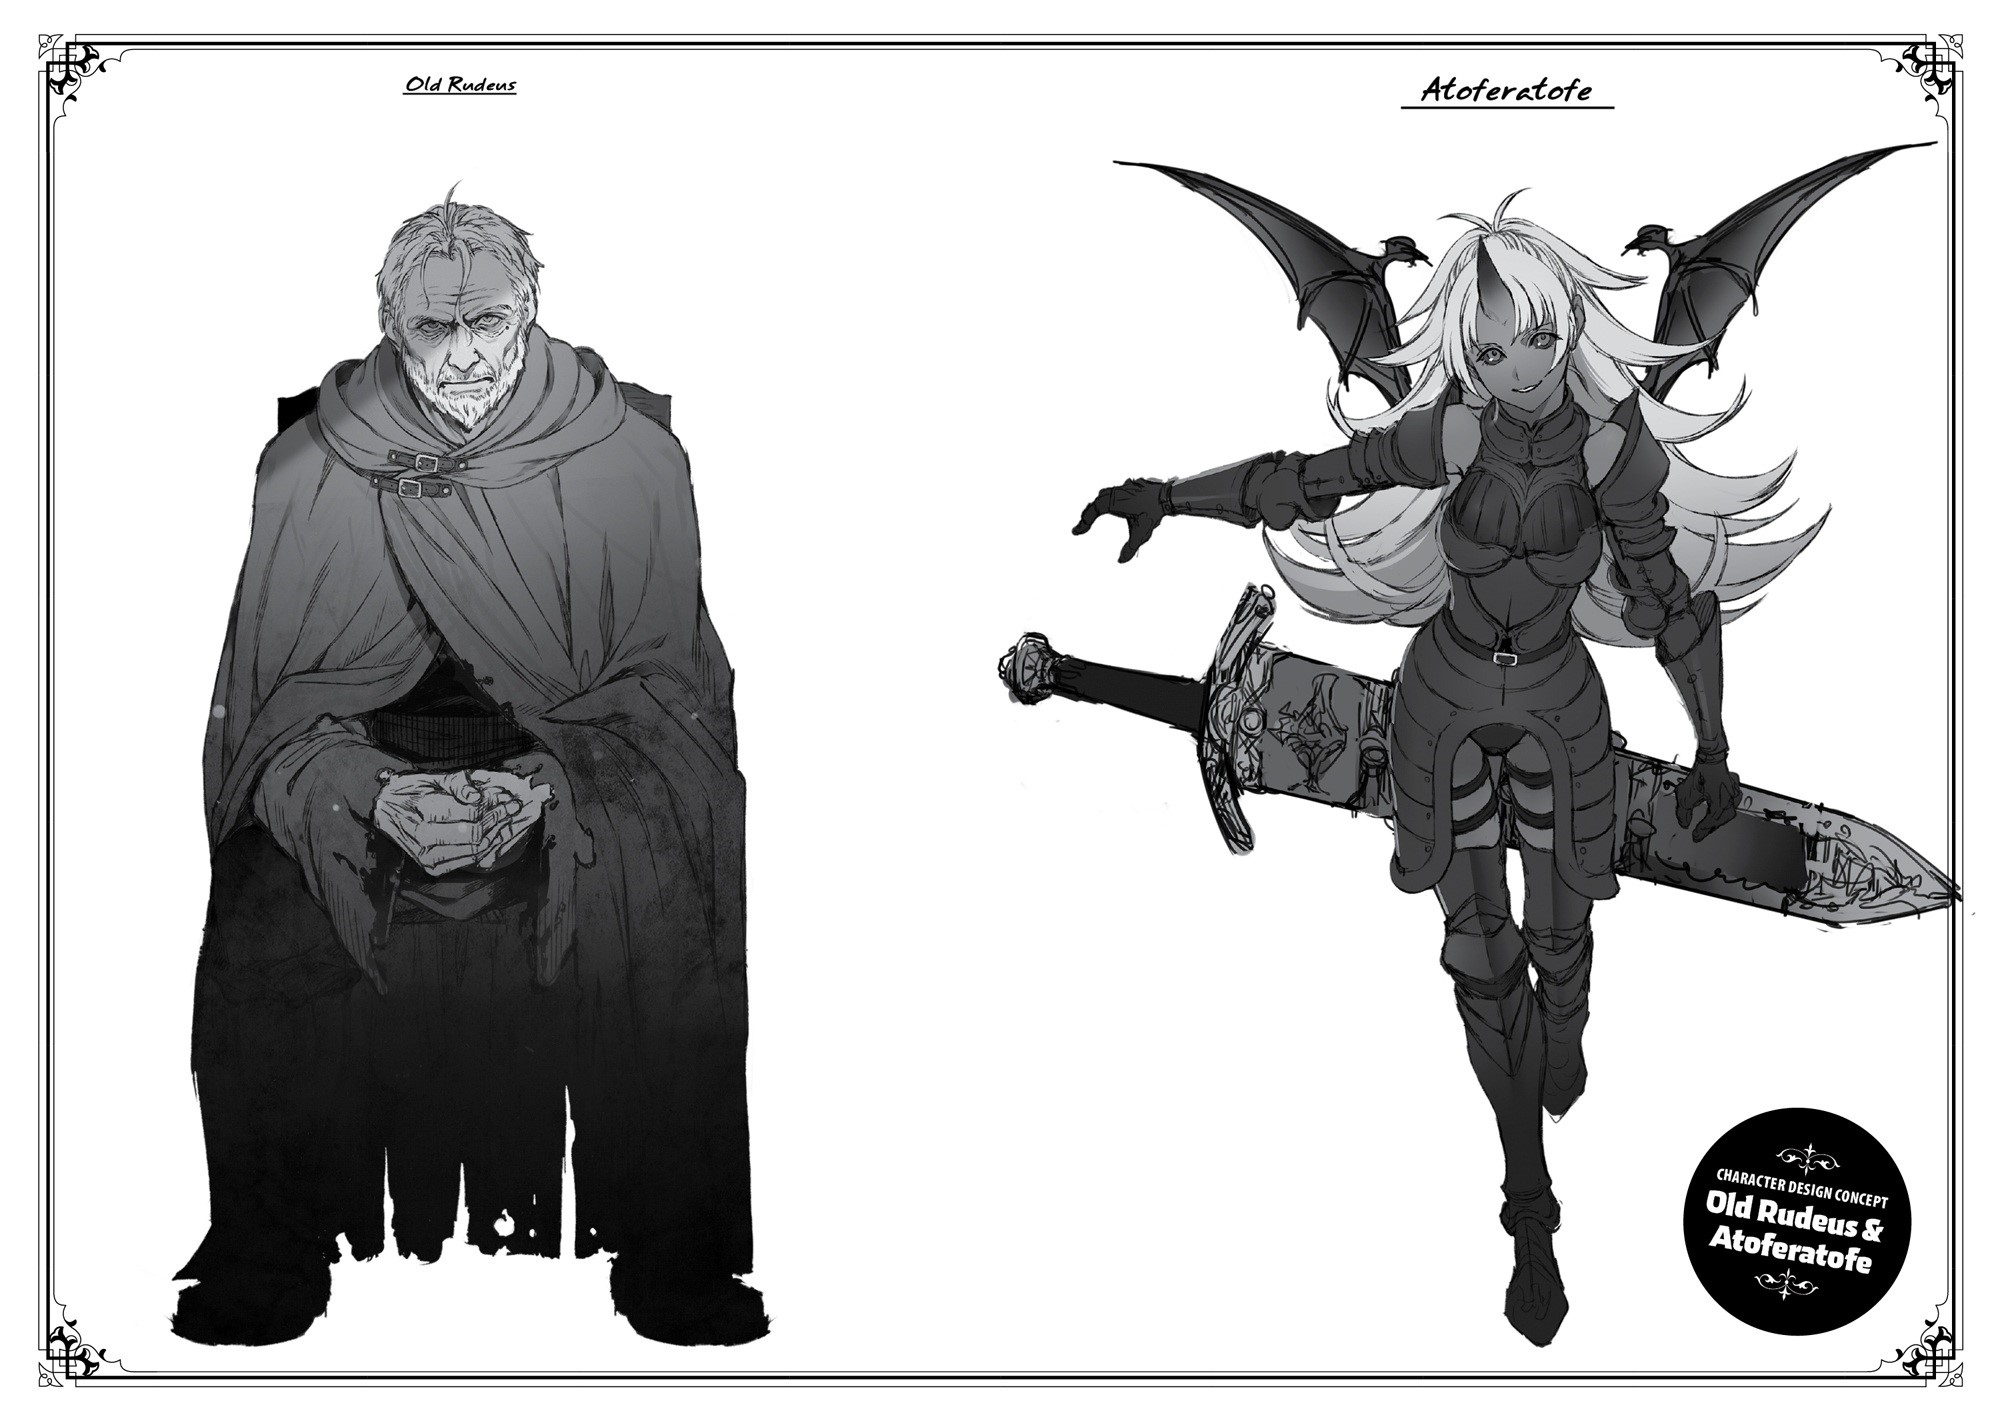 Old Rudeus
Atoferatofe
CHARACTER DESIGN CONCEPT
Old Rudeus &
Atoferatofe